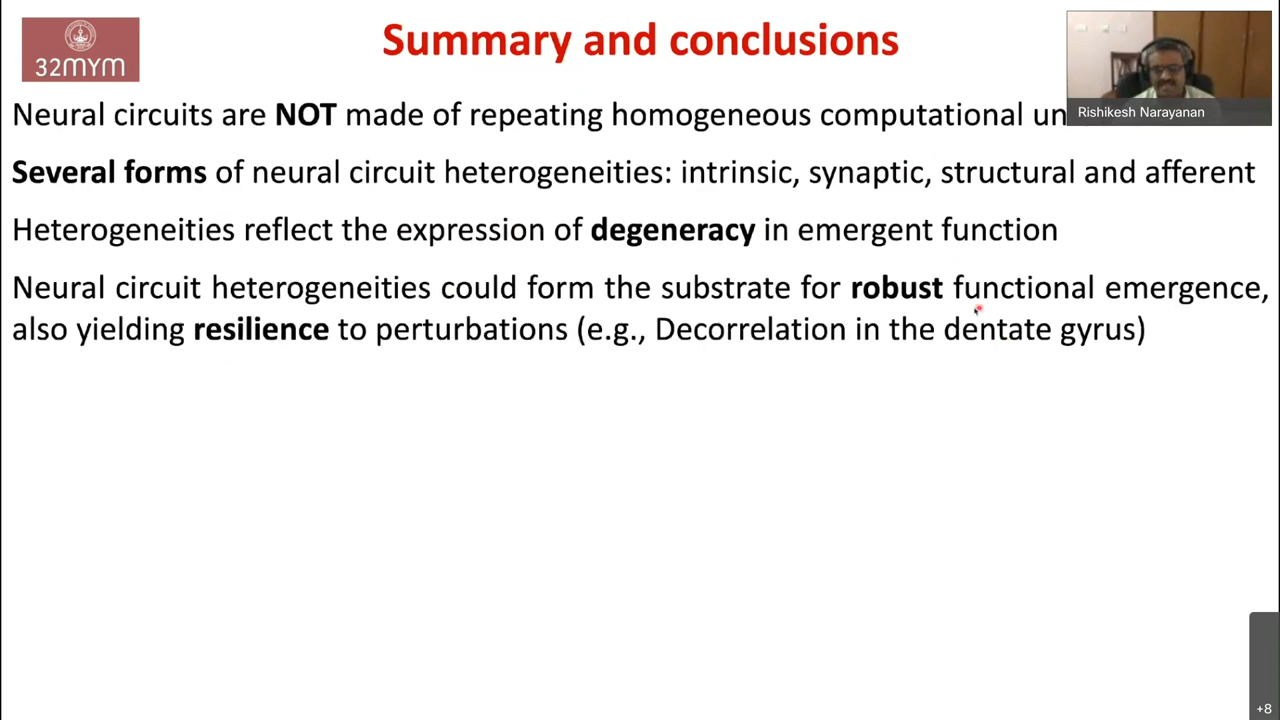 32MYM
Summary and conclusions
Rishikesh Narayanan
Neural circuits are NOT made of repeating homogeneous computational un
Several forms of neural circuit heterogeneities: intrinsic, synaptic, structural and afferent
Heterogeneities reflect the expression of degeneracy in emergent function
Neural circuit heterogeneities could form the substrate for robust functional emergence,
also yielding resilience to perturbations (e.g., Decorrelation in the dentate gyrus)
+8